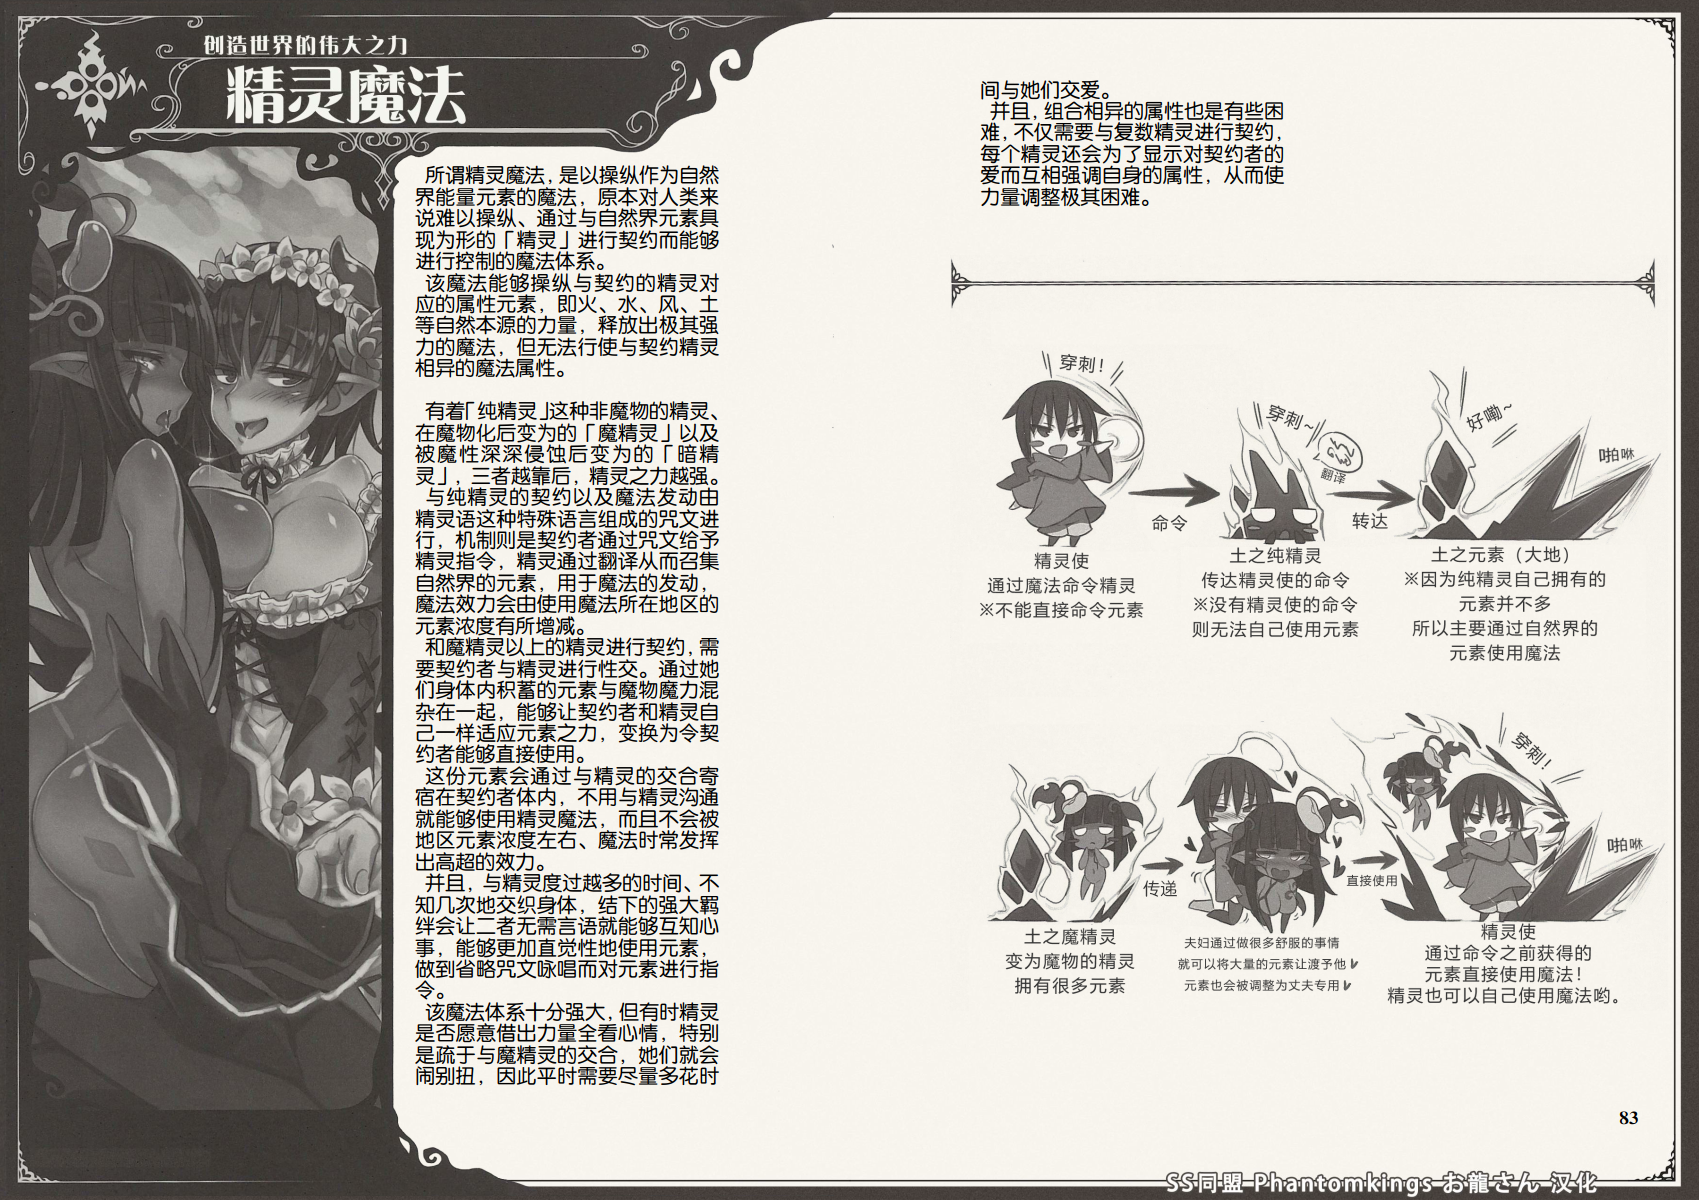 创造世界的伟大之力
精灵魔法
所谓精灵魔法，是以操纵作为自然
界能量元素的魔法，原本对人类来
说难以操纵、通过与自然界元素具
现为形的「精灵」进行契约而能够
进行控制的魔法体系。
该魔法能够操纵与契约的精灵对
应的属性元素，即火、水、风、土
等自然本源的力量，释放出极其强
力的魔法，但无法行使与契约精灵
相异的魔法属性。
有着「纯精灵」这种非魔物的精灵、
在魔物化后变为的「魔精灵」以及
被魔性深深侵蚀后变为的「暗精
灵」，三者越靠后，精灵之力越强。
与纯精灵的契约以及魔法发动由
精灵语这种特殊语言组成的咒文进
行，机制则是契约者通过咒文给予
精灵指令，精灵通过翻译从而召集
自然界的元素，用于魔法的发动，
魔法效力会由使用魔法所在地区的
元素浓度有所增减。
和魔精灵以上的精灵进行契约，需
要契约者与精灵进行性交。通过她
们身体内积蓄的元素与魔物魔力混
杂在一起，能够让契约者和精灵自
己一样适应元素之力，变换为令契
约者能够直接使用。
这份元素会通过与精灵的交合寄
宿在契约者体内，不用与精灵沟通
就能够使用精灵魔法，而且不会被
地区元素浓度左右、魔法时常发挥
出高超的效力。
并且，与精灵度过越多的时间、不
知几次地交织身体，结下的强大羁
绊会让二者无需言语就能够互知心
事，能够更加直觉性地使用元素，
做到省略咒文咏唱而对元素进行指
令。
该魔法体系十分强大，但有时精灵
是否愿意借出力量全看心情，特别
是疏于与魔精灵的交合，她们就会
闹别扭，因此平时需要尽量多花时
间与她们交爱。
并且，组合相异的属性也是有些困
难，不仅需要与复数精灵进行契约，
每个精灵还会为了显示对契约者的
爱而互相强调自身的属性，从而使
力量调整极其困难。
穿刺！
命令
精灵使
通过魔法命令精灵
※不能直接命令元素
穿刺~
翻译
转达
土之纯精灵
传达精灵使的命令
※没有精灵使的命令
则无法自己使用元素
好嘞~
啪咻
土之元素（大地）
※因为纯精灵自己拥有的
元素并不多
所以主要通过自然界的
元素使用魔法
传递
土之魔精灵
变为魔物的精灵
拥有很多元素
直接使用
夫妇通过做很多舒服的事情
就可以将大量的元素让渡予他♥
元素也会被调整为丈夫专用♥
穿刺！
啪咻
精灵使
通过命令之前获得的
元素直接使用魔法！
精灵也可以自己使用魔法哟。
83
SS同盟 Phantomkings お龍さん 汉化